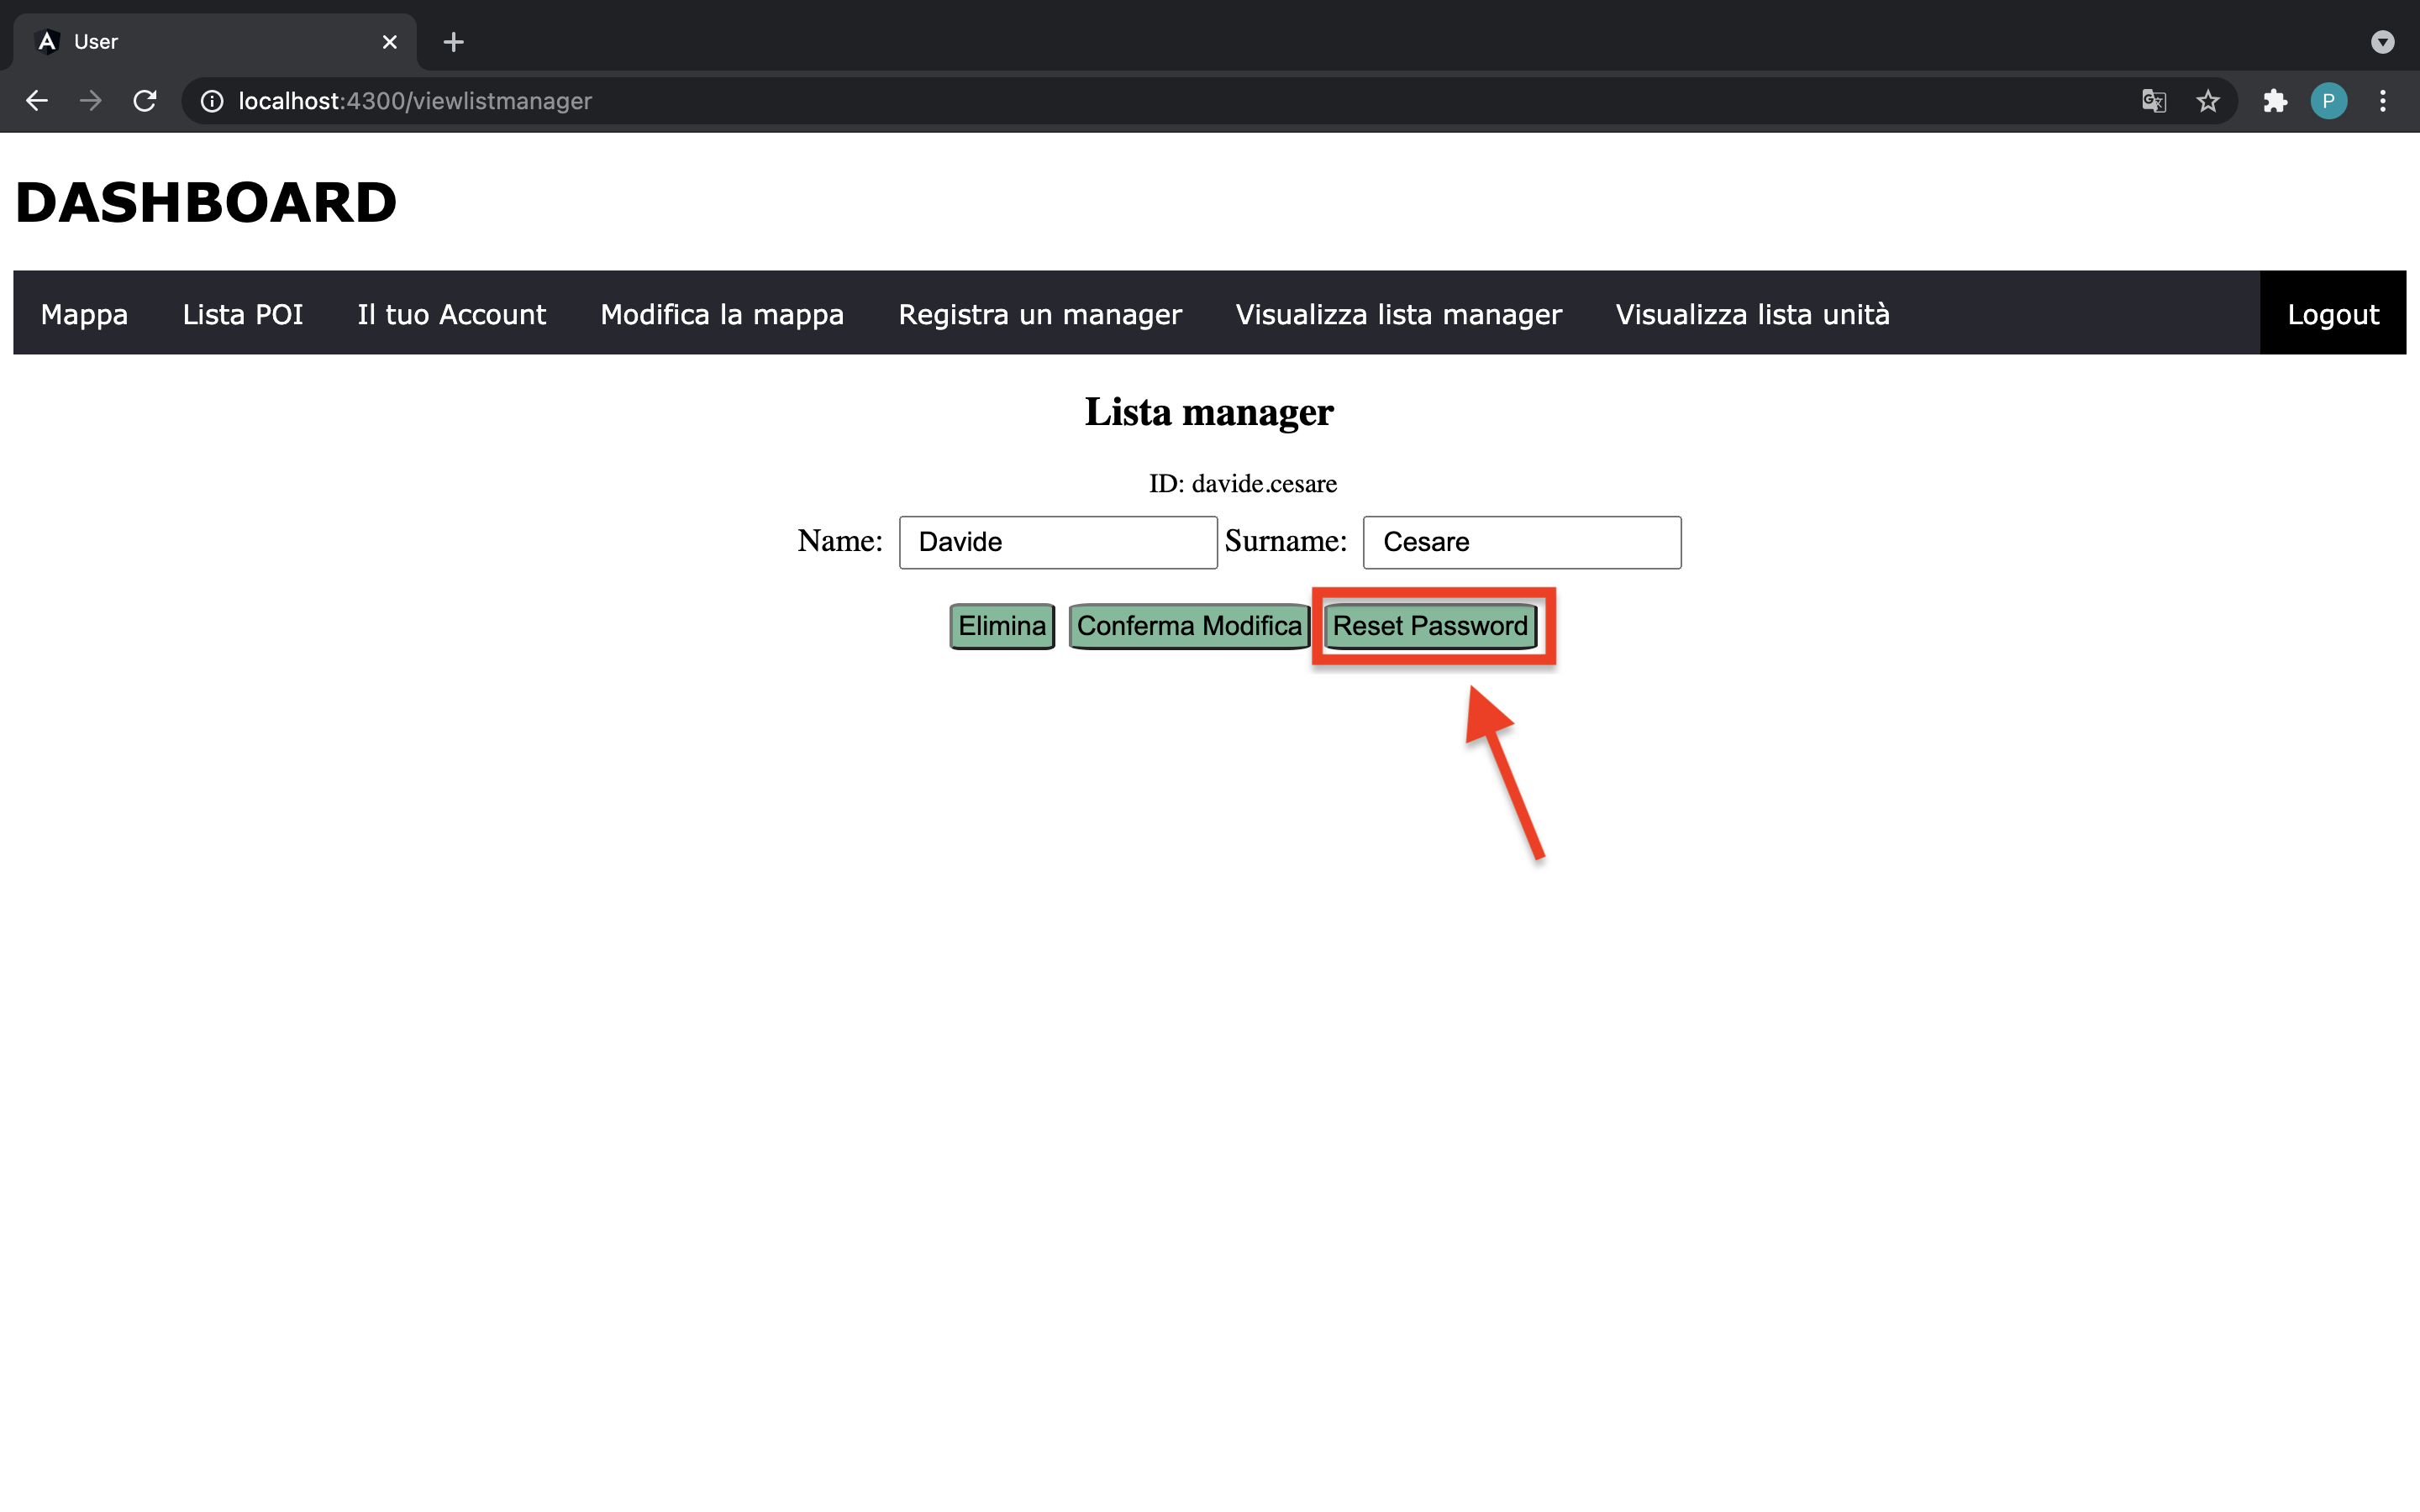 User
localhost:4300/viewlistmanager
P
DASHBOARD
Mappa Lista POI Il tuo Account Modifica la mappa Registra un manager Visualizza lista manager Visualizza lista unità Logout
Lista manager
ID: davide.cesare
Name: Davide Surname: Cesare
Elimina Conferma Modifica Reset Password